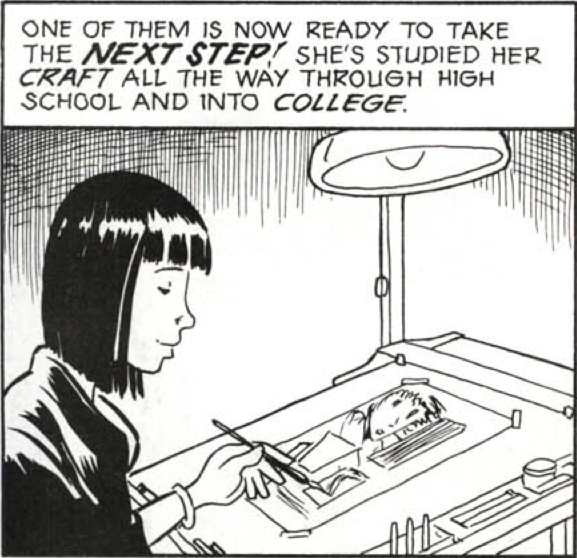 ONE OF THEM IS NOW READY TO TAKE
THE NEXT STEP! SHE'S STUDIED HER
CRAFT ALL THE WAY THROUGH HIGH
SCHOOL AND INTO COLLEGE.